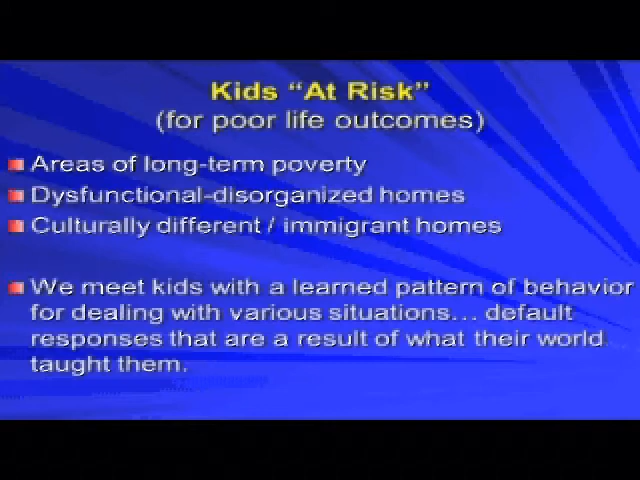 Kids “At Risk”
(for poor life outcomes)
Areas of long-term poverty
Dysfunctional-disorganized homes
Culturally different / immigrant homes
We meet kids with a learned pattern of behavior
for dealing with various situations… default
responses that are a result of what their world
taught them.